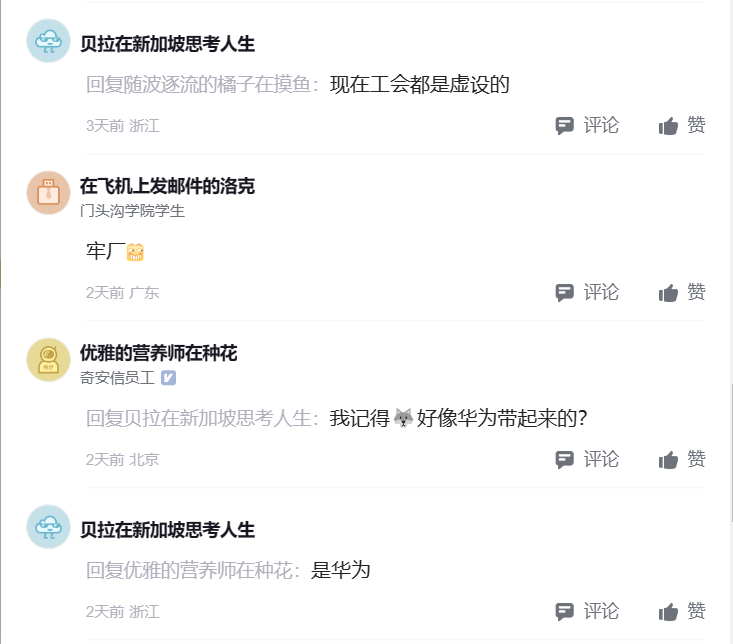 贝拉在新加坡思考人生
回复随波逐流的橘子在摸鱼：现在工会都是虚设的
3天前 浙江 评论 赞
在飞机上发邮件的洛克
门头沟学院学生
牢厂
2天前 广东 评论 赞
优雅的营养师在种花
奇安信员工
回复贝拉在新加坡思考人生：我记得🐺好像华为带起来的？
2天前 北京 评论 赞
贝拉在新加坡思考人生
回复优雅的营养师在种花：是华为
2天前 浙江 评论 赞